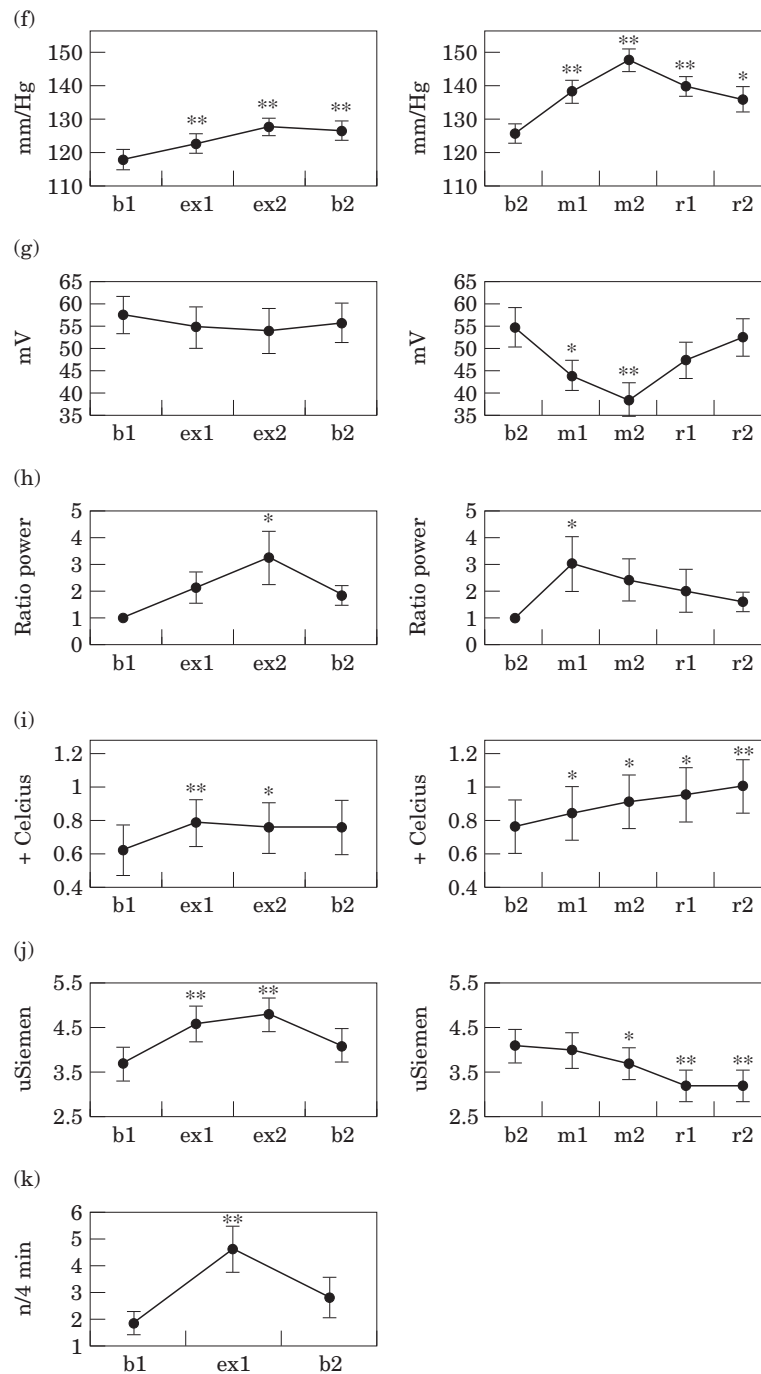 (f)
150
140
130
120
110
mm/Hg
**
**
**
b1 ex1 ex2 b2
150
140
130
120
110
mm/Hg
**
**
**
*
b2 m1 m2 r1 r2
(g)
65
60
55
50
45
40
35
mV
b1 ex1 ex2 b2
65
60
55
50
45
40
35
mV
*
**
b2 m1 m2 r1 r2
(h)
5
4
3
2
1
0
Ratio power
*
b1 ex1 ex2 b2
5
4
3
2
1
0
Ratio power
*
b2 m1 m2 r1 r2
(i)
1.2
1
0.8
0.6
0.4
+ Celcius
**
*
b1 ex1 ex2 b2
1.2
1
0.8
0.6
0.4
+ Celcius
*
*
*
**
b2 m1 m2 r1 r2
(j)
5.5
4.5
3.5
2.5
uSiemen
**
**
b1 ex1 ex2 b2
5.5
4.5
3.5
2.5
uSiemen
*
**
**
b2 m1 m2 r1 r2
(k)
6
5
4
3
2
1
n/4 min
**
b1 ex1 b2